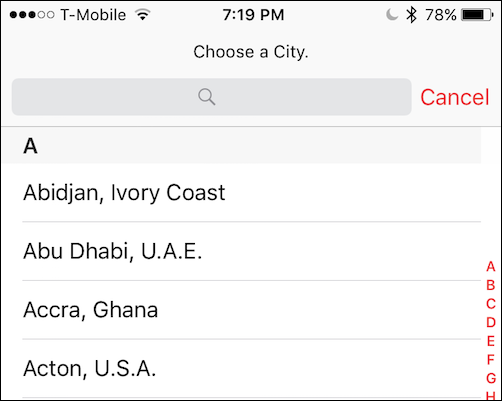 T-Mobile 7:19 PM 78%
Choose a City.
Cancel
A
Abidjan, Ivory Coast
Abu Dhabi, U.A.E.
Accra, Ghana
Acton, U.S.A.
A
B
C
D
E
F
G
H